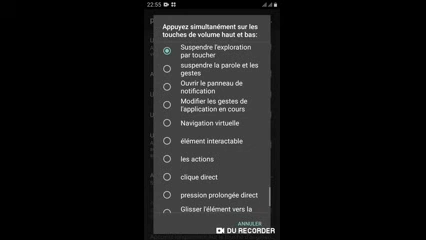 22:55
Appuyez simultanément sur les
touches de volume haut et bas:
Suspendre l'exploration
par toucher
suspendre la parole et les
gestes
Ouvrir le panneau de
notification
Modifier les gestes de
l'application en cours
Navigation virtuelle
élément interactable
les actions
clique direct
pression prolongée direct
Glisser l'élément vers la
ANNULER
DU RECORDER